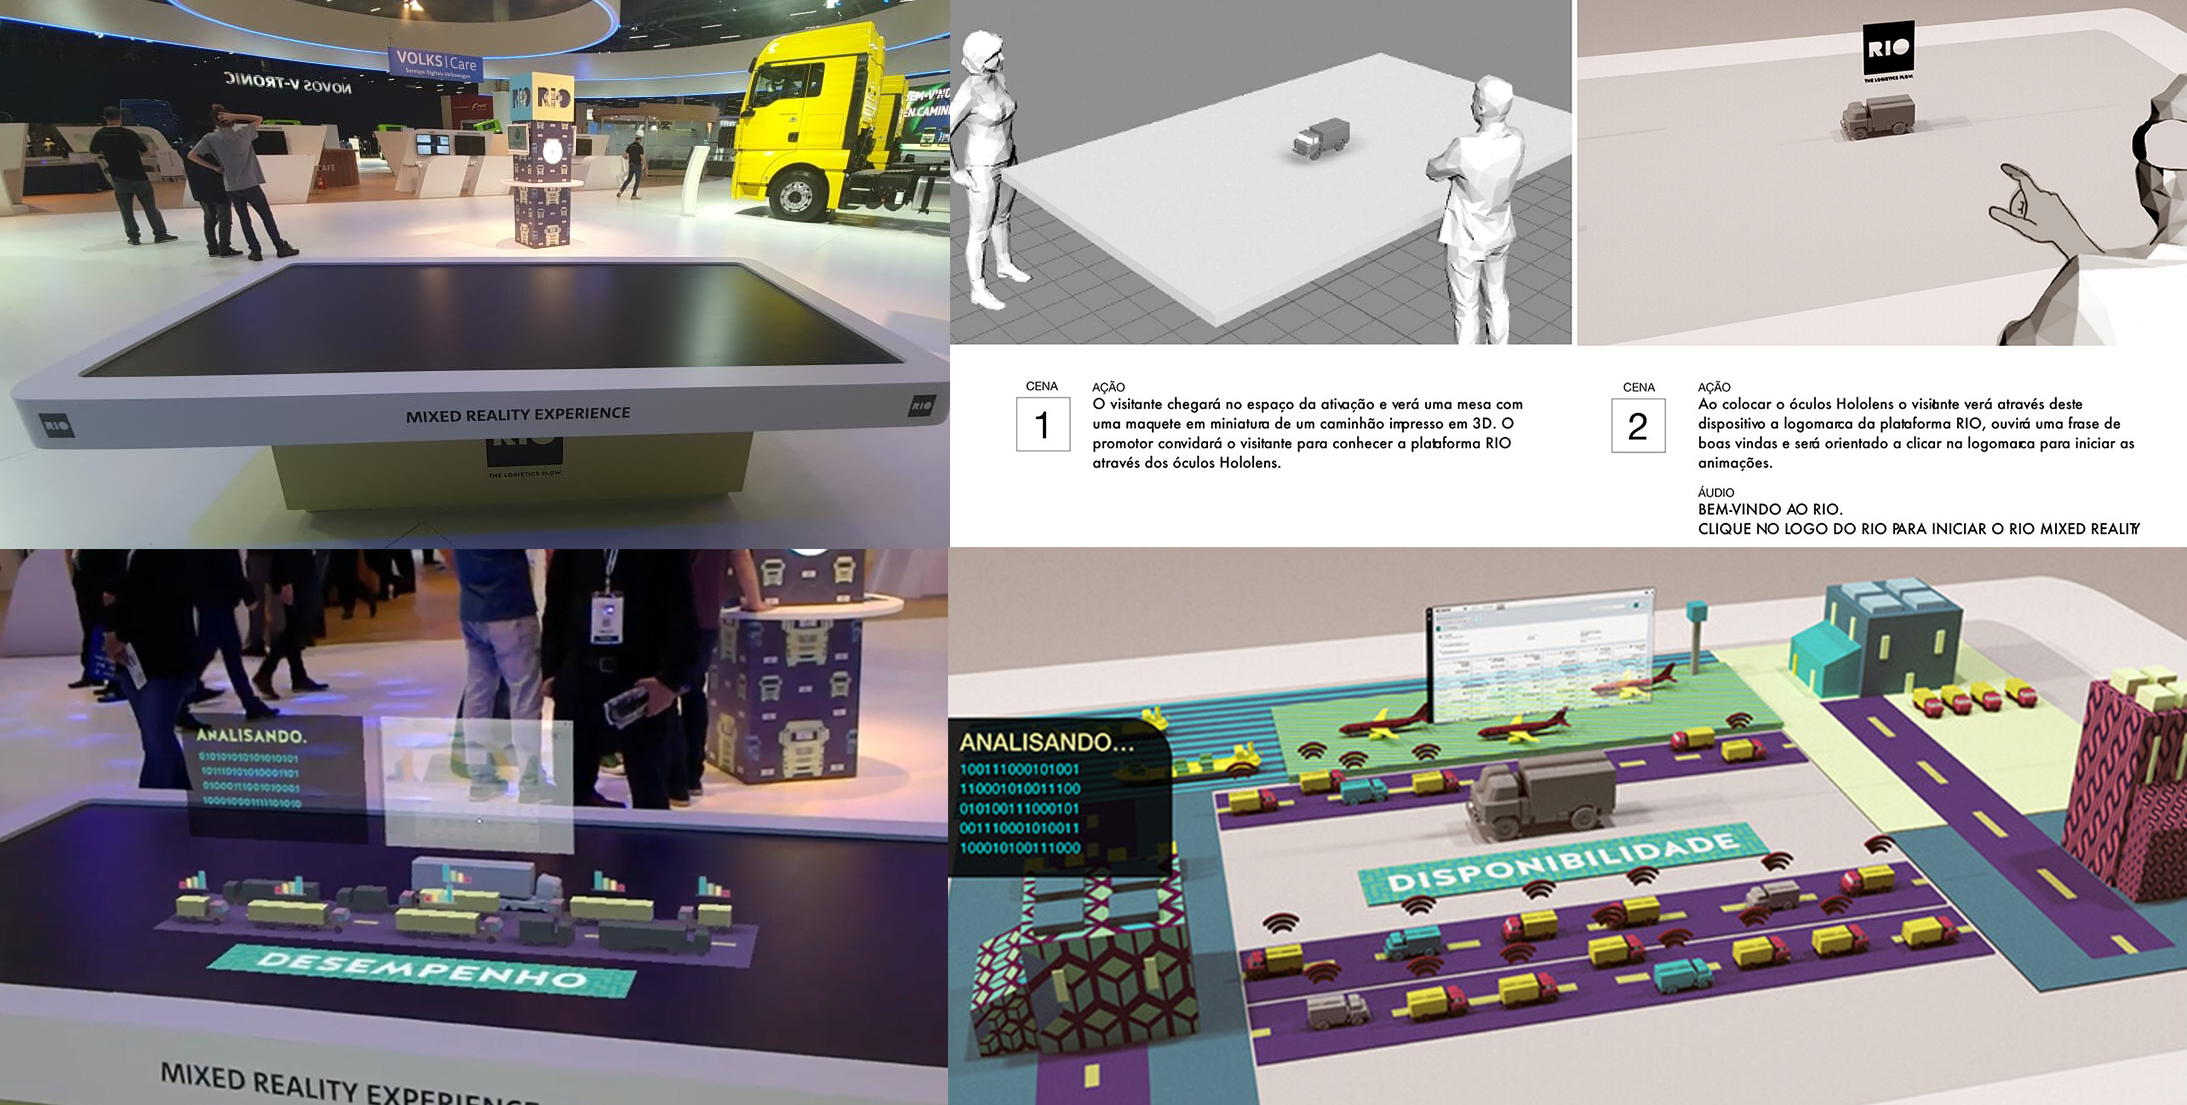 NOVOS V-TRONIC
VOLKS|Care
Serviços Digitais Volkswagen
RIO
RIO
CAFÉ
BEM-VINDO
EN CAMINH
RIO
MIXED REALITY EXPERIENCE
RIO
RIO
THE LOGISTICS FLOW.
RIO
THE LOGISTICS FLOW.
CENA
1
AÇÃO
O visitante chegará no espaço da ativação e verá uma mesa com
uma maquete em miniatura de um caminhão impresso em 3D. O
promotor convidará o visitante para conhecer a plataforma RIO
através dos óculos Hololens.
CENA
2
AÇÃO
Ao colocar o óculos Hololens o visitante verá através deste
dispositivo a logomarca da plataforma RIO, ouvirá uma frase de
boas vindas e será orientado a clicar na logomarca para iniciar as
animações.
ÁUDIO
BEM-VINDO AO RIO.
CLIQUE NO LOGO DO RIO PARA INICIAR O RIO MIXED REALITY
ANALISANDO.
DESEMPENHO
MIXED REALITY EXPERIENCE
ANALISANDO...
100111000101001
110001010011100
010100111000101
001110001010011
100010100111000
DISPONIBILIDADE